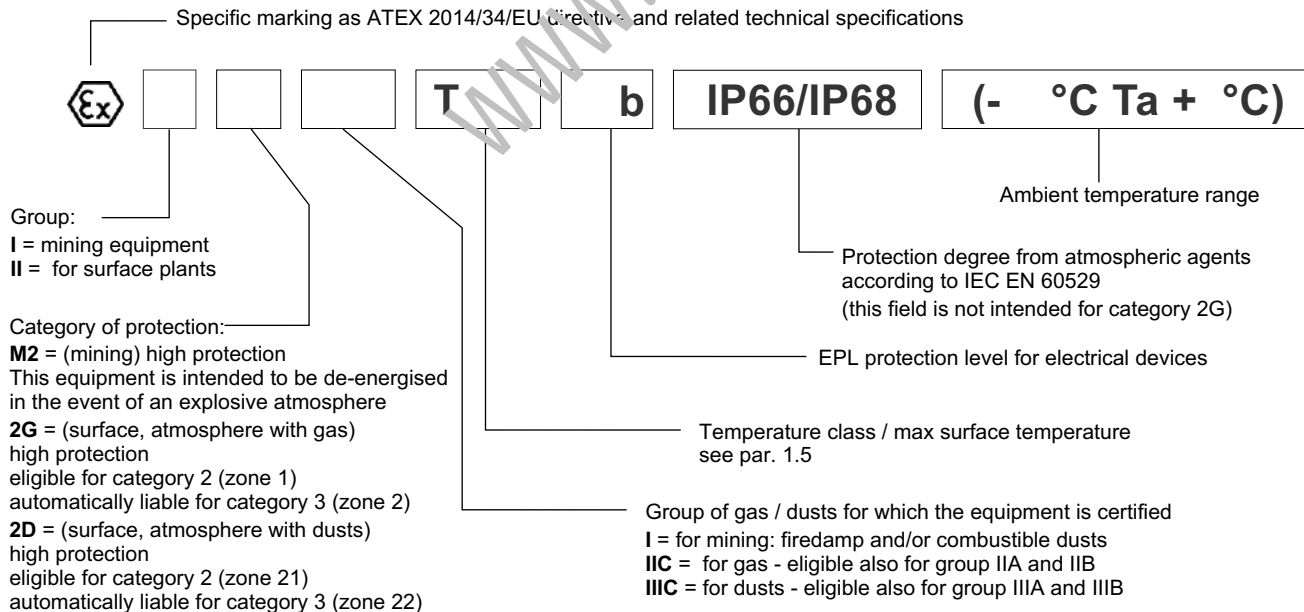 Specific marking as ATEX 2014/34/EU directive and related technical specifications
Ex T b IP66/IP68 (- °C Ta + °C)
Ambient temperature range
Group:
I = mining equipment
II = for surface plants
Protection degree from atmospheric agents
according to IEC EN 60529
(this field is not intended for category 2G)
Category of protection:
M2 = (mining) high protection
This equipment is intended to be de-energised
in the event of an explosive atmosphere
2G = (surface, atmosphere with gas)
high protection
eligible for category 2 (zone 1)
automatically liable for category 3 (zone 2)
2D = (surface, atmosphere with dusts)
high protection
eligible for category 2 (zone 21)
automatically liable for category 3 (zone 22)
EPL protection level for electrical devices
Temperature class / max surface temperature
see par. 1.5
Group of gas / dusts for which the equipment is certified
I = for mining: firedamp and/or combustible dusts
IIC = for gas - eligible also for group IIA and IIB
IIIC = for dusts - eligible also for group IIIA and IIIB
www.